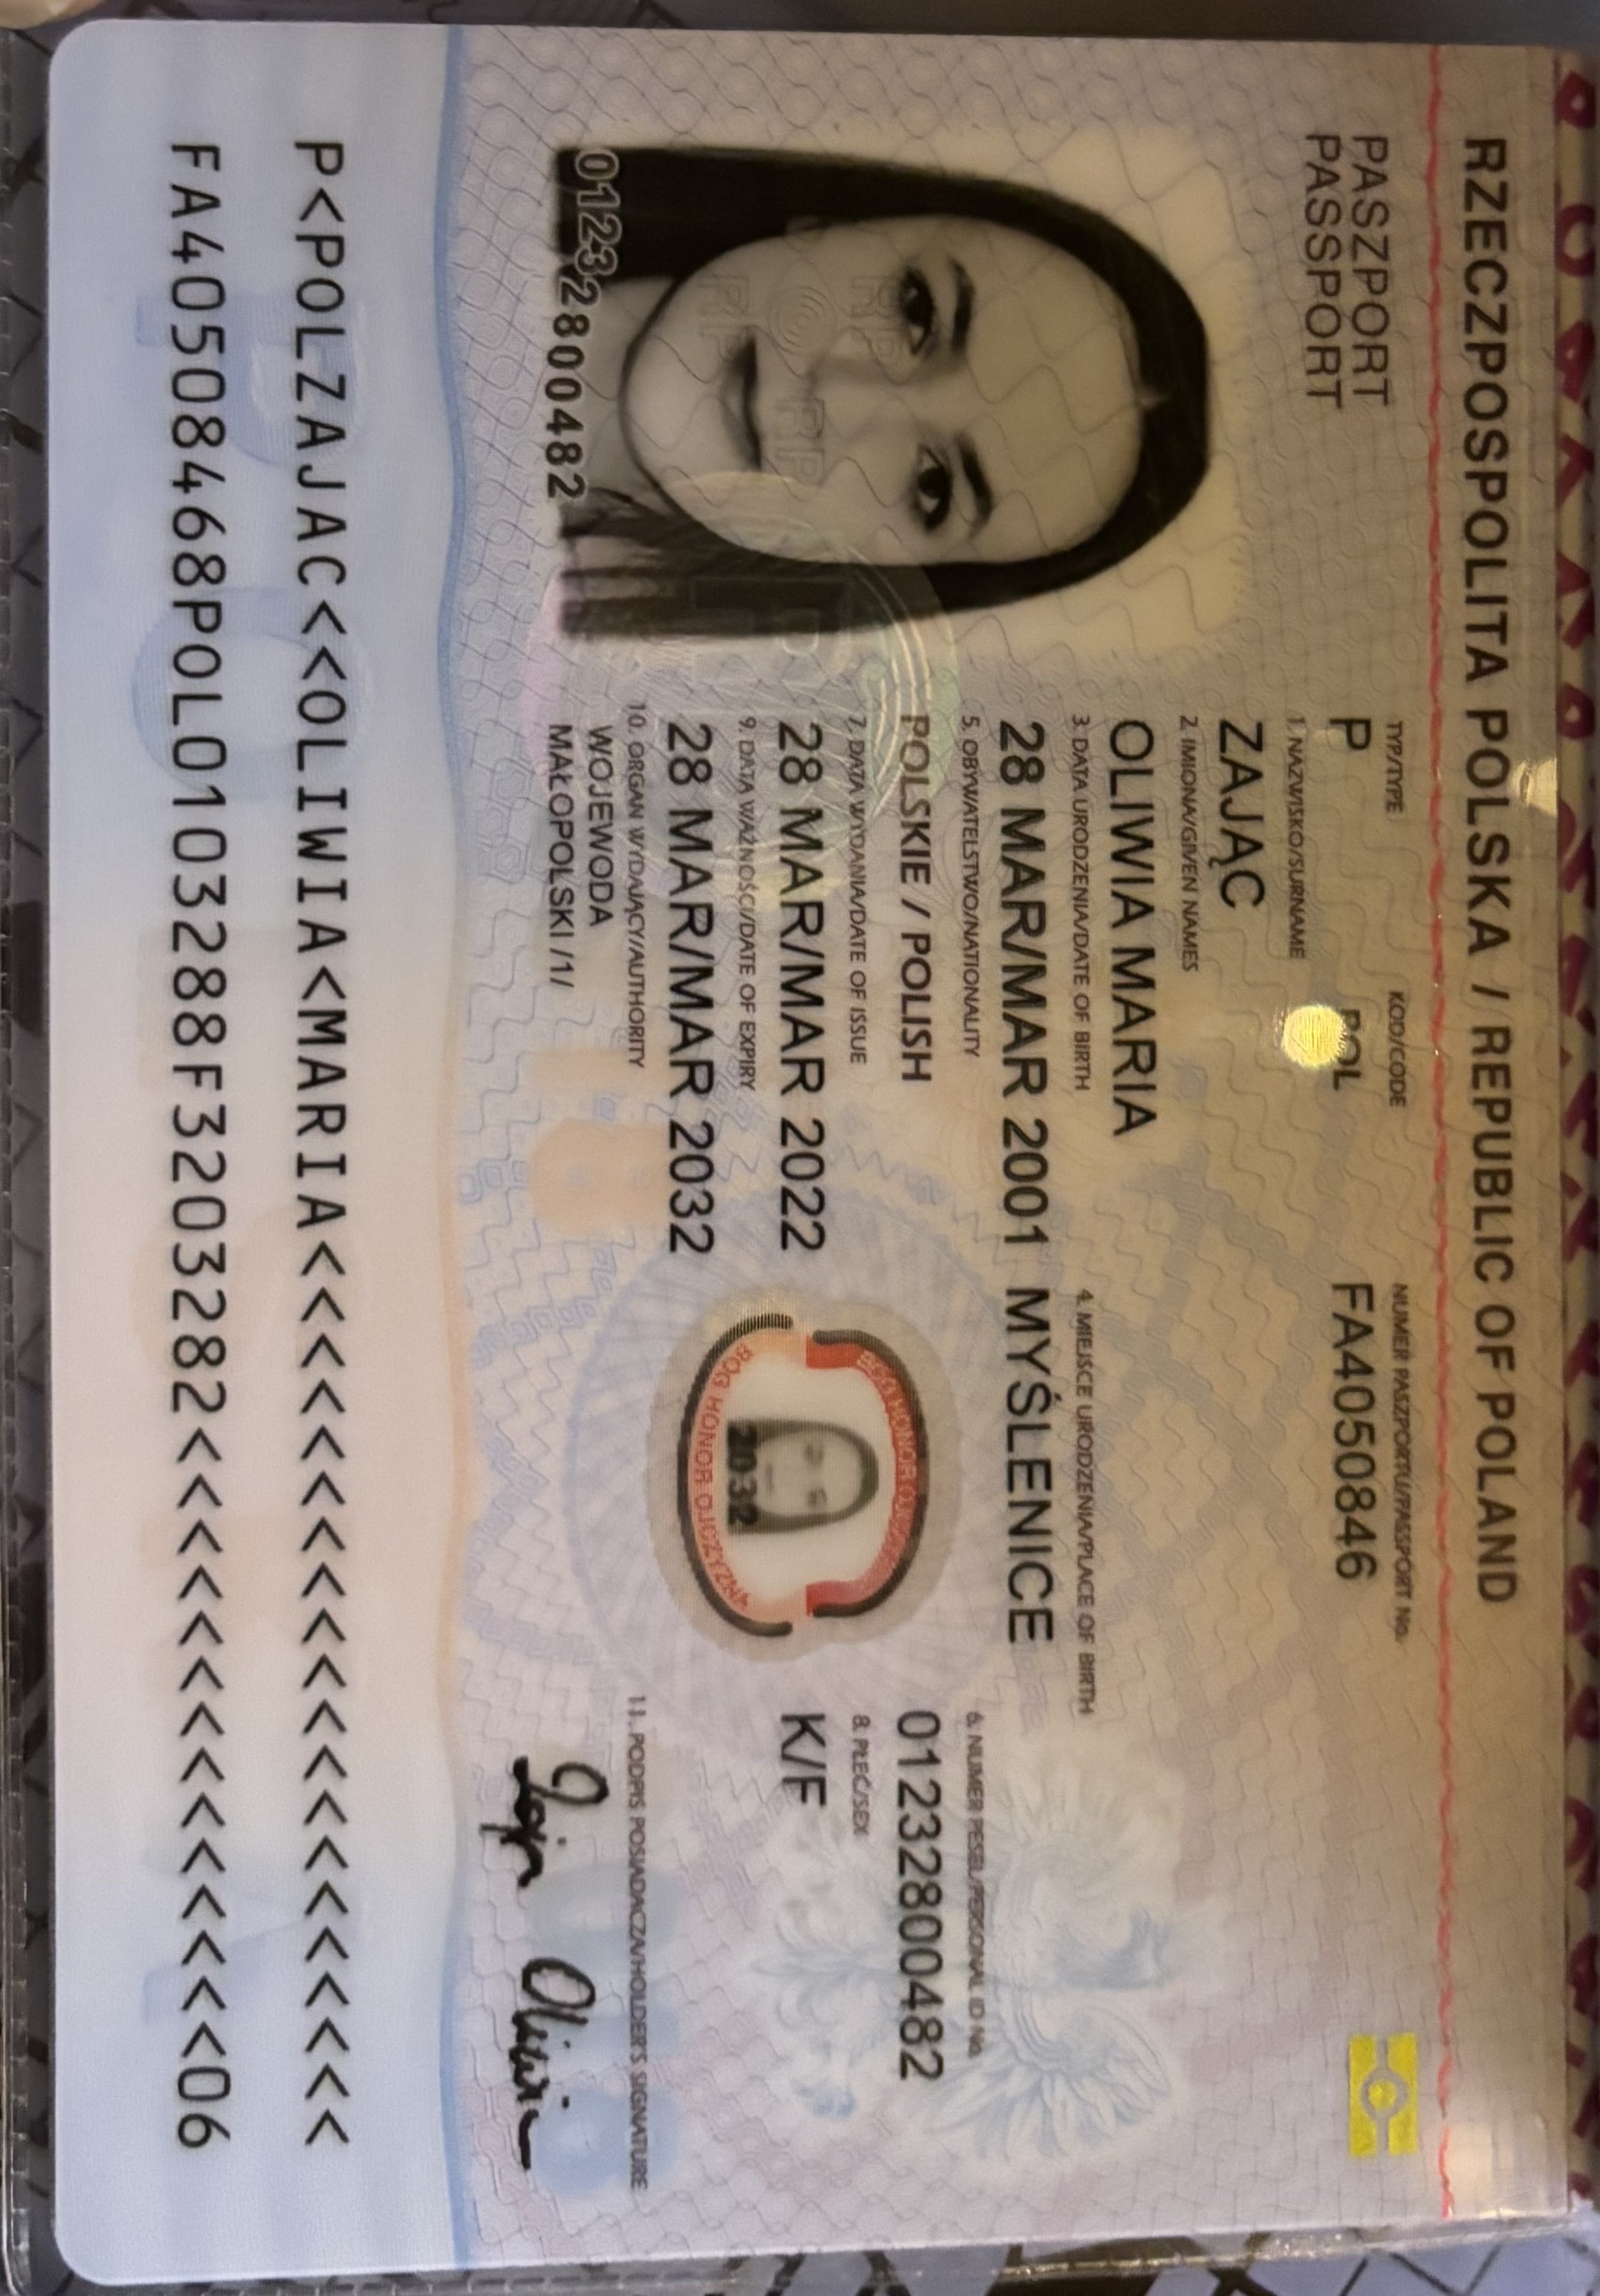 RZECZPOSPOLITA POLSKA / REPUBLIC OF POLAND
PASZPORT
PASSPORT
TYP/TYPE
KOD/CODE
NUMER PASZPORTU/PASSPORT No.
P
POL
FA4050846
1. NAZWISKO/SURNAME
ZAJĄC
2. IMIONA/GIVEN NAMES
OLIWIA MARIA
3. DATA URODZENIA/DATE OF BIRTH
4. MIEJSCE URODZENIA/PLACE OF BIRTH
28 MAR/MAR 2001
MYŚLENICE
5. OBYWATELSTWO/NATIONALITY
6. NUMER PESEL/PERSONAL ID No.
POLSKIE / POLISH
01232800482
7. DATA WYDANIA/DATE OF ISSUE
8. PŁEĆ/SEX
28 MAR/MAR 2022
K/F
9. DATA WAŻNOŚCI/DATE OF EXPIRY
28 MAR/MAR 2032
10. ORGAN WYDAJĄCY/AUTHORITY
11. PODPIS POSIADACZA/HOLDER'S SIGNATURE
WOJEWODA
MAŁOPOLSKI /1/
01232800482
2032
BÓG HONOR OJCZYZNA
Zając Oliwia
P<POLZAJAC<<OLIWIA<MARIA<<<<<<<<<<<<<<<<<<<<
FA40508468POL0103288F3203282<<<<<<<<<<<<<<06